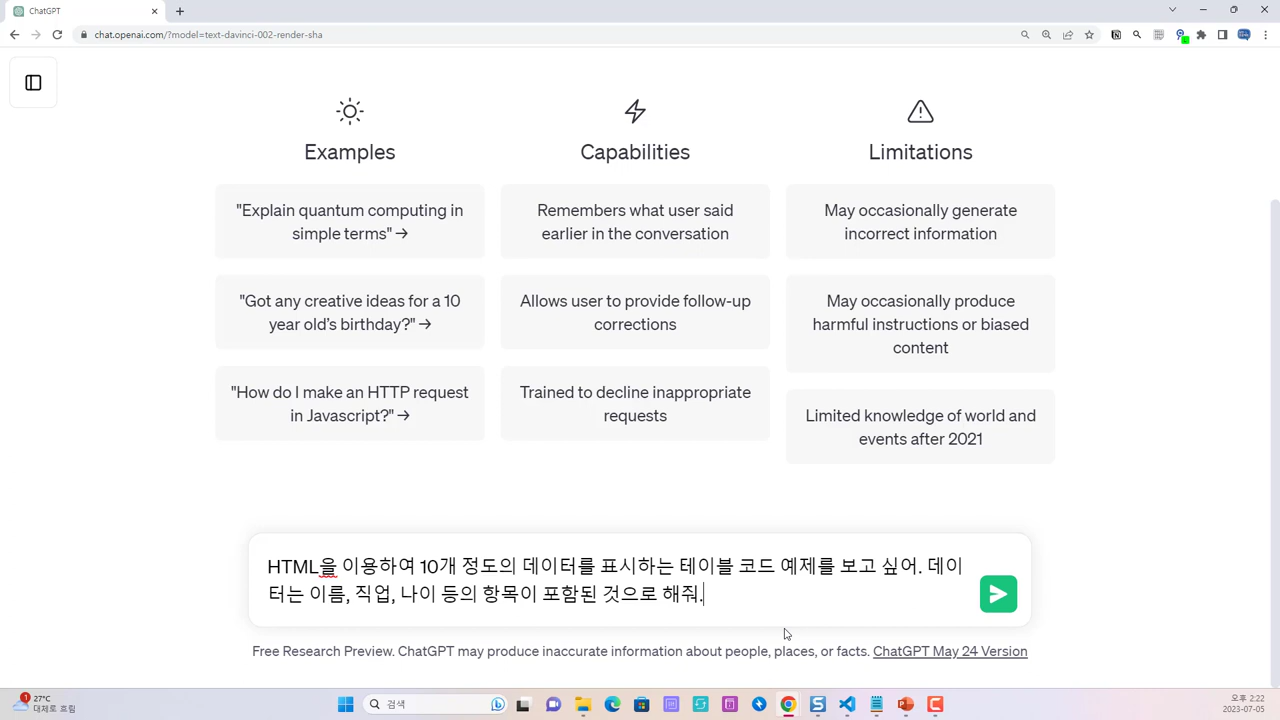 ChatGPT
chat.openai.com/?model=text-davinci-002-render-sha
Examples
Capabilities
Limitations
"Explain quantum computing in
simple terms" →
Remembers what user said
earlier in the conversation
May occasionally generate
incorrect information
"Got any creative ideas for a 10
year old's birthday?" →
Allows user to provide follow-up
corrections
May occasionally produce
harmful instructions or biased
content
"How do I make an HTTP request
in Javascript?" →
Trained to decline inappropriate
requests
Limited knowledge of world and
events after 2021
HTML을 이용하여 10개 정도의 데이터를 표시하는 테이블 코드 예제를 보고 싶어. 데이
터는 이름, 직업, 나이 등의 항목이 포함된 것으로 해줘.
Free Research Preview. ChatGPT may produce inaccurate information about people, places, or facts. ChatGPT May 24 Version
1
27°C
대체로 흐림
검색
오후 2:22
2023-07-05